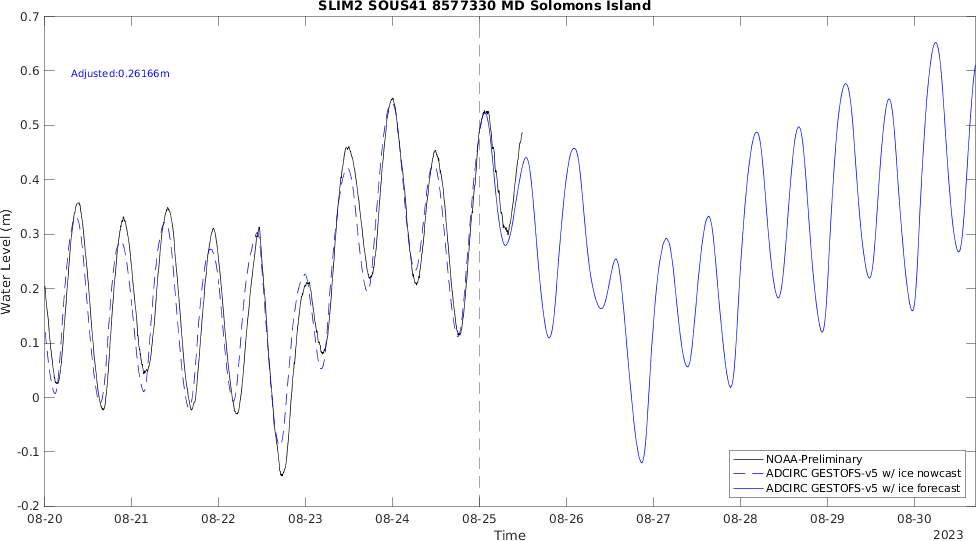 SLIM2 SOUS41 8577330 MD Solomons Island
0.7
0.6
0.5
0.4
0.3
0.2
0.1
0
-0.1
-0.2
Water Level (m)
Adjusted:0.26166m
NOAA-Preliminary
ADCIRC GESTOFS-v5 w/ ice nowcast
ADCIRC GESTOFS-v5 w/ ice forecast
08-20 08-21 08-22 08-23 08-24 08-25 08-26 08-27 08-28 08-29 08-30
Time
2023